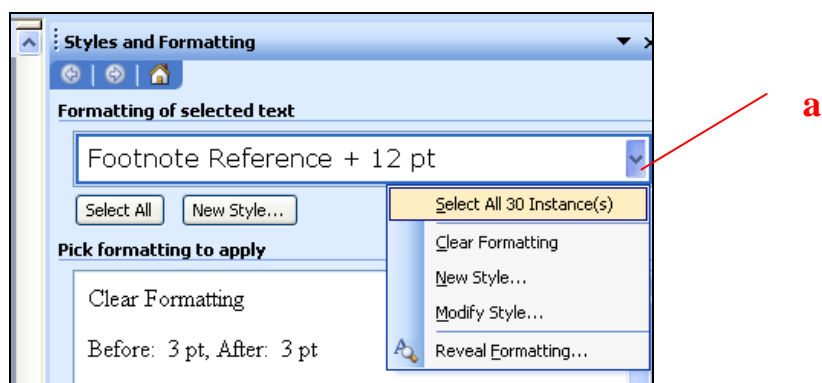 Styles and Formatting
Formatting of selected text
a
Footnote Reference + 12 pt
Select All New Style...
Select All 30 Instance(s)
Clear Formatting
New Style...
Modify Style...
Reveal Formatting...
Pick formatting to apply
Clear Formatting
Before: 3 pt, After: 3 pt